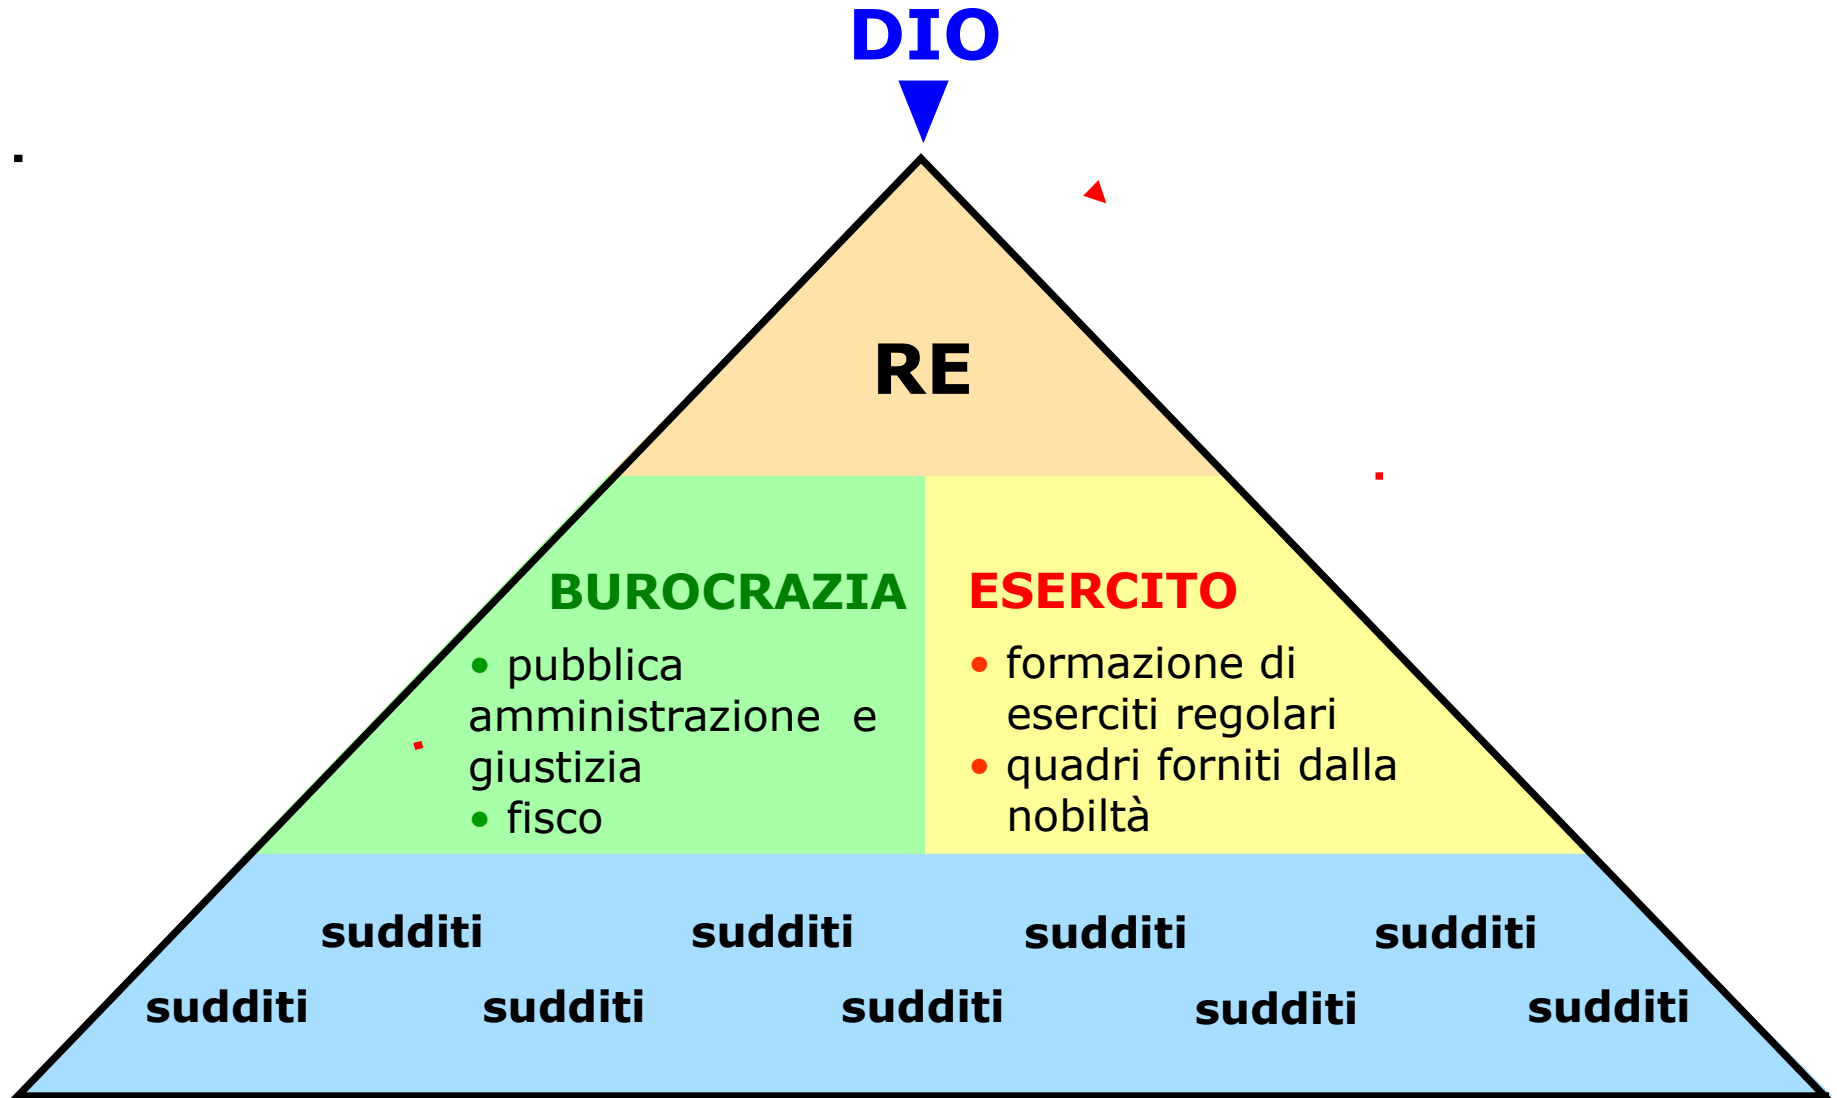 DIO
RE
BUROCRAZIA
• pubblica
amministrazione e
giustizia
• fisco
ESERCITO
• formazione di
eserciti regolari
• quadri forniti dalla
nobiltà
sudditi sudditi sudditi sudditi
sudditi sudditi sudditi sudditi sudditi